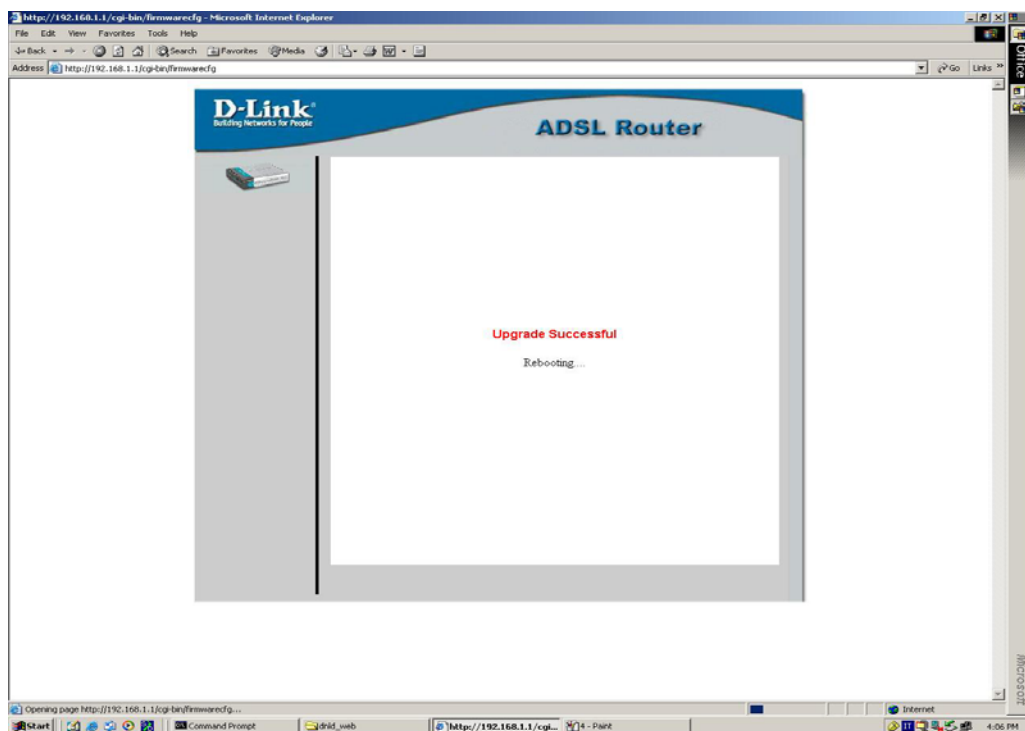 http://192.168.1.1/cgi-bin/firmwarecfg - Microsoft Internet Explorer
File Edit View Favorites Tools Help
Back Search Favorites Media
Address http://192.168.1.1/cgi-bin/firmwarecfg Go Links »
Office
D-Link
Building Networks for People
ADSL Router
Upgrade Successful
Rebooting....
Microsoft
Opening page http://192.168.1.1/cgi-bin/firmwarecfg... Internet
Start Command Prompt dnld_web http://192.168.1.1/cgi... 4 - Paint IT 4:06 PM